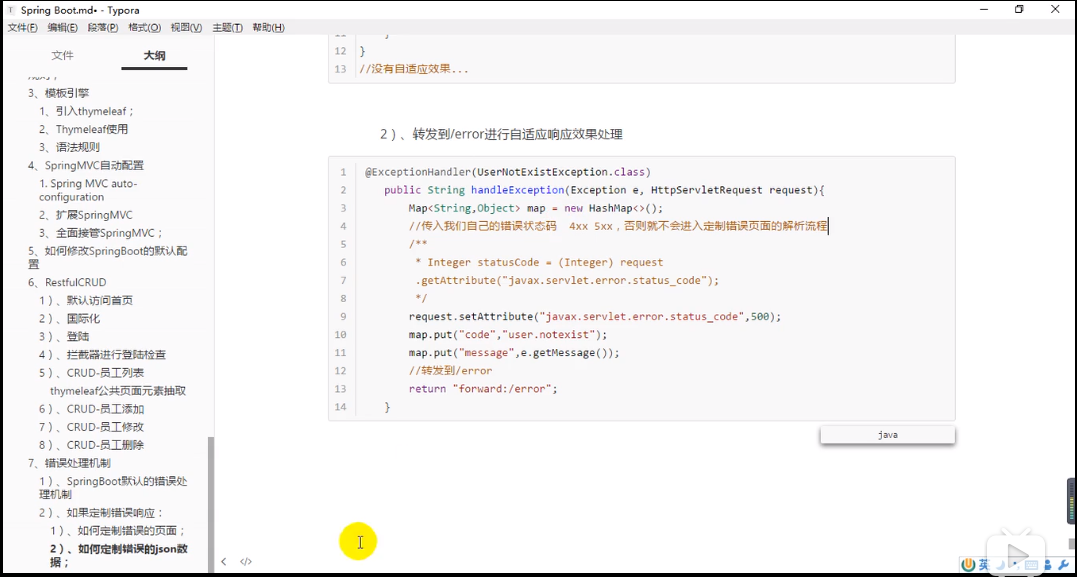 Spring Boot.md• - Typora
文件(F) 编辑(E) 段落(P) 格式(O) 视图(V) 主题(T) 帮助(H)
文件 大纲
3、模板引擎
1、引入thymeleaf；
2、Thymeleaf使用
3、语法规则
4、SpringMVC自动配置
1. Spring MVC auto-
configuration
2、扩展SpringMVC
3、全面接管SpringMVC；
5、如何修改SpringBoot的默认配
置
6、RestfulCRUD
1）、默认访问首页
2）、国际化
3）、登陆
4）、拦截器进行登陆检查
5）、CRUD-员工列表
thymeleaf公共页面元素抽取
6）、CRUD-员工添加
7）、CRUD-员工修改
8）、CRUD-员工删除
7、错误处理机制
1）、SpringBoot默认的错误处
理机制
2）、如果定制错误响应：
1）、如何定制错误的页面；
2）、如何定制错误的json数
据；
12 }
13 //没有自适应效果...
2）、转发到/error进行自适应响应效果处理
1 @ExceptionHandler(UserNotExistException.class)
2 public String handleException(Exception e, HttpServletRequest request){
3 Map<String,Object> map = new HashMap<>();
4 //传入我们自己的错误状态码 4xx 5xx，否则就不会进入定制错误页面的解析流程
5 /**
6 * Integer statusCode = (Integer) request
7 .getAttribute("javax.servlet.error.status_code");
8 */
9 request.setAttribute("javax.servlet.error.status_code",500);
10 map.put("code","user.notexist");
11 map.put("message",e.getMessage());
12 //转发到/error
13 return "forward:/error";
14 }
java
</>
英